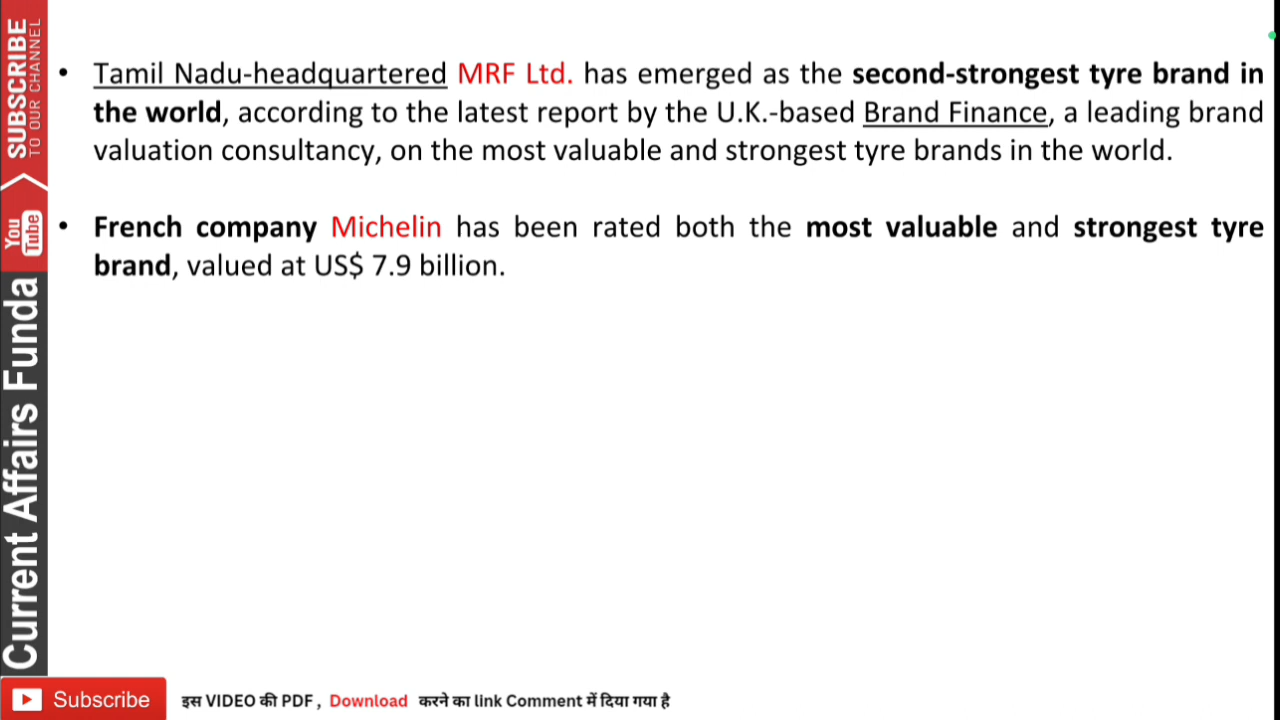 • Tamil Nadu-headquartered MRF Ltd. has emerged as the second-strongest tyre brand in
the world, according to the latest report by the U.K.-based Brand Finance, a leading brand
valuation consultancy, on the most valuable and strongest tyre brands in the world.
• French company Michelin has been rated both the most valuable and strongest tyre
brand, valued at US$ 7.9 billion.
SUBSCRIBE
TO OUR CHANNEL
You
Tube
Current Affairs Funda
Subscribe
इस VIDEO की PDF , Download करने का link Comment में दिया गया है